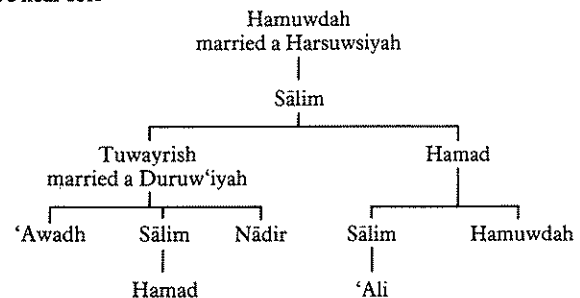 Hamuwdah
married a Harsuwsiyah
Sālim
Tuwayrish Hamad
married a Duruw‘iyah
‘Awadh Sālim Nādir Sālim Hamuwdah
Hamad ‘Ali